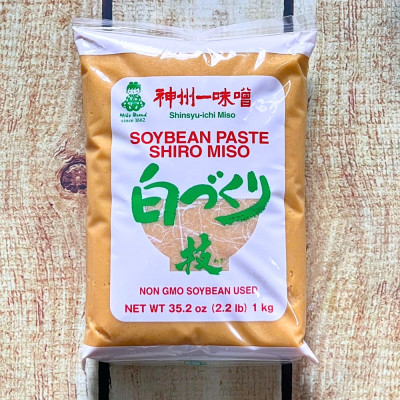 Miko Brand
since 1662
神州一味噌
Shinsyu-ichi Miso
SOYBEAN PASTE
SHIRO MISO
白づくり
技
NON GMO SOYBEAN USED
NET WT 35.2 oz (2.2 lb) 1 kg